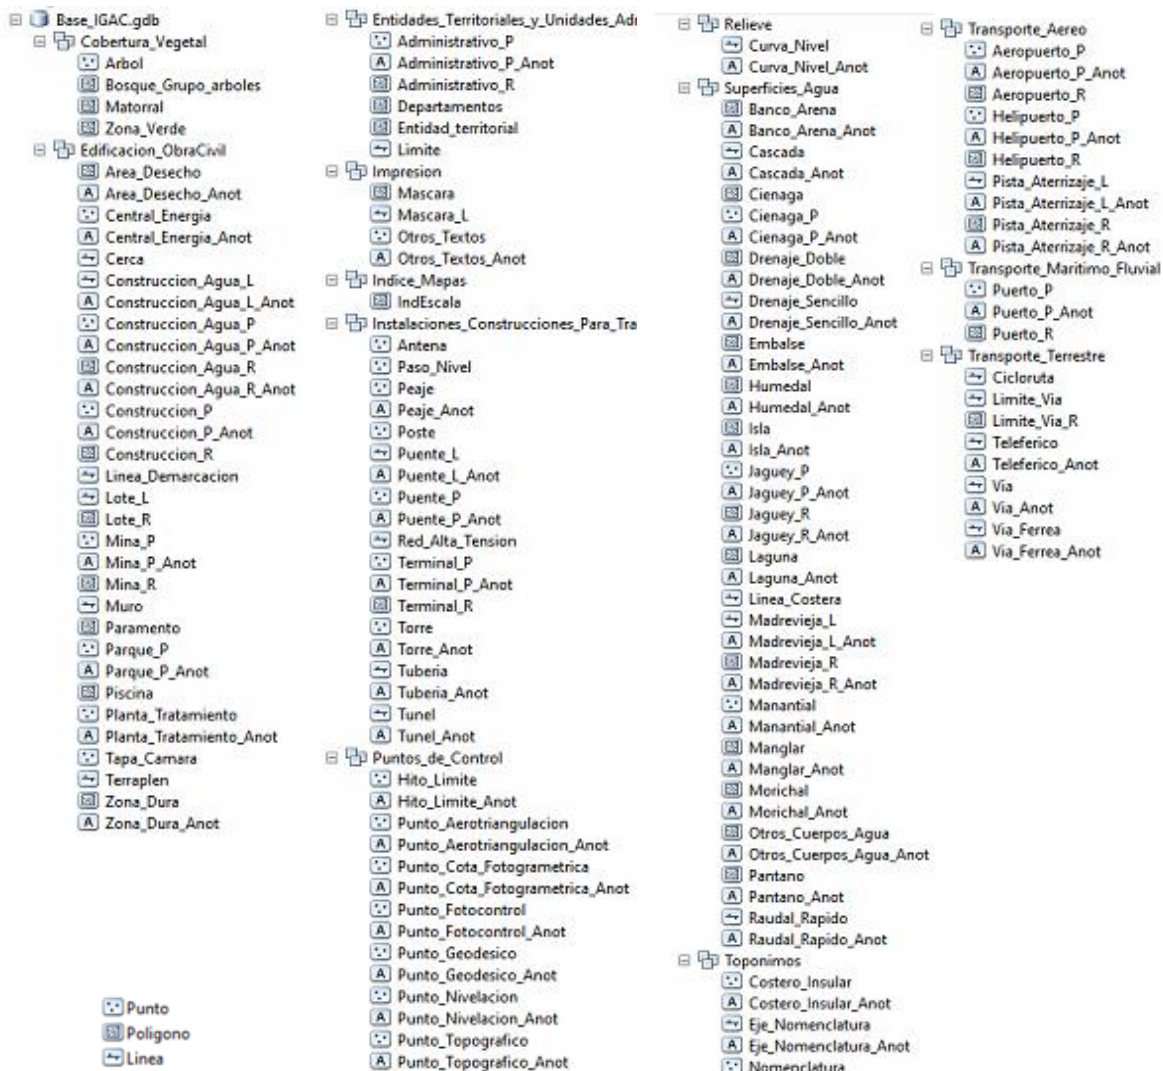 Base_IGAC.gdb
Cobertura_Vegetal
Arbol
Bosque_Grupo_arboles
Matorral
Zona_Verde
Edificacion_ObraCivil
Area_Desecho
Area_Desecho_Anot
Central_Energia
Central_Energia_Anot
Cerca
Construccion_Agua_L
Construccion_Agua_L_Anot
Construccion_Agua_P
Construccion_Agua_P_Anot
Construccion_Agua_R
Construccion_Agua_R_Anot
Construccion_P
Construccion_P_Anot
Construccion_R
Linea_Demarcacion
Lote_L
Lote_R
Mina_P
Mina_P_Anot
Mina_R
Muro
Paramento
Parque_P
Parque_P_Anot
Piscina
Planta_Tratamiento
Planta_Tratamiento_Anot
Tapa_Camara
Terraplen
Zona_Dura
Zona_Dura_Anot
Punto
Poligono
Linea
Entidades_Territoriales_y_Unidades_Adr
Administrativo_P
Administrativo_P_Anot
Administrativo_R
Departamentos
Entidad_territorial
Limite
Impresion
Mascara
Mascara_L
Otros_Textos
Otros_Textos_Anot
Indice_Mapas
IndEscala
Instalaciones_Construcciones_Para_Tra
Antena
Paso_Nivel
Peaje
Peaje_Anot
Poste
Puente_L
Puente_L_Anot
Puente_P
Puente_P_Anot
Red_Alta_Tension
Terminal_P
Terminal_P_Anot
Terminal_R
Torre
Torre_Anot
Tuberia
Tuberia_Anot
Tunel
Tunel_Anot
Puntos_de_Control
Hito_Limite
Hito_Limite_Anot
Punto_Aerotriangulacion
Punto_Aerotriangulacion_Anot
Punto_Cota_Fotogrametrica
Punto_Cota_Fotogrametrica_Anot
Punto_Fotocontrol
Punto_Fotocontrol_Anot
Punto_Geodesico
Punto_Geodesico_Anot
Punto_Nivelacion
Punto_Nivelacion_Anot
Punto_Topografico
Punto_Topografico_Anot
Relieve
Curva_Nivel
Curva_Nivel_Anot
Superficies_Agua
Banco_Arena
Banco_Arena_Anot
Cascada
Cascada_Anot
Cienaga
Cienaga_P
Cienaga_P_Anot
Drenaje_Doble
Drenaje_Doble_Anot
Drenaje_Sencillo
Drenaje_Sencillo_Anot
Embalse
Embalse_Anot
Humedal
Humedal_Anot
Isla
Isla_Anot
Jaguey_P
Jaguey_P_Anot
Jaguey_R
Jaguey_R_Anot
Laguna
Laguna_Anot
Linea_Costera
Madrevieja_L
Madrevieja_L_Anot
Madrevieja_R
Madrevieja_R_Anot
Manantial
Manantial_Anot
Manglar
Manglar_Anot
Morichal
Morichal_Anot
Otros_Cuerpos_Agua
Otros_Cuerpos_Agua_Anot
Pantano
Pantano_Anot
Raudal_Rapido
Raudal_Rapido_Anot
Toponimos
Costero_Insular
Costero_Insular_Anot
Eje_Nomenclatura
Eje_Nomenclatura_Anot
Nomenclatura
Transporte_Aereo
Aeropuerto_P
Aeropuerto_P_Anot
Aeropuerto_R
Helipuerto_P
Helipuerto_P_Anot
Helipuerto_R
Pista_Aterrizaje_L
Pista_Aterrizaje_L_Anot
Pista_Aterrizaje_R
Pista_Aterrizaje_R_Anot
Transporte_Maritimo_Fluvial
Puerto_P
Puerto_P_Anot
Puerto_R
Transporte_Terrestre
Cicloruta
Limite_Via
Limite_Via_R
Teleferico
Teleferico_Anot
Via
Via_Anot
Via_Ferrea
Via_Ferrea_Anot